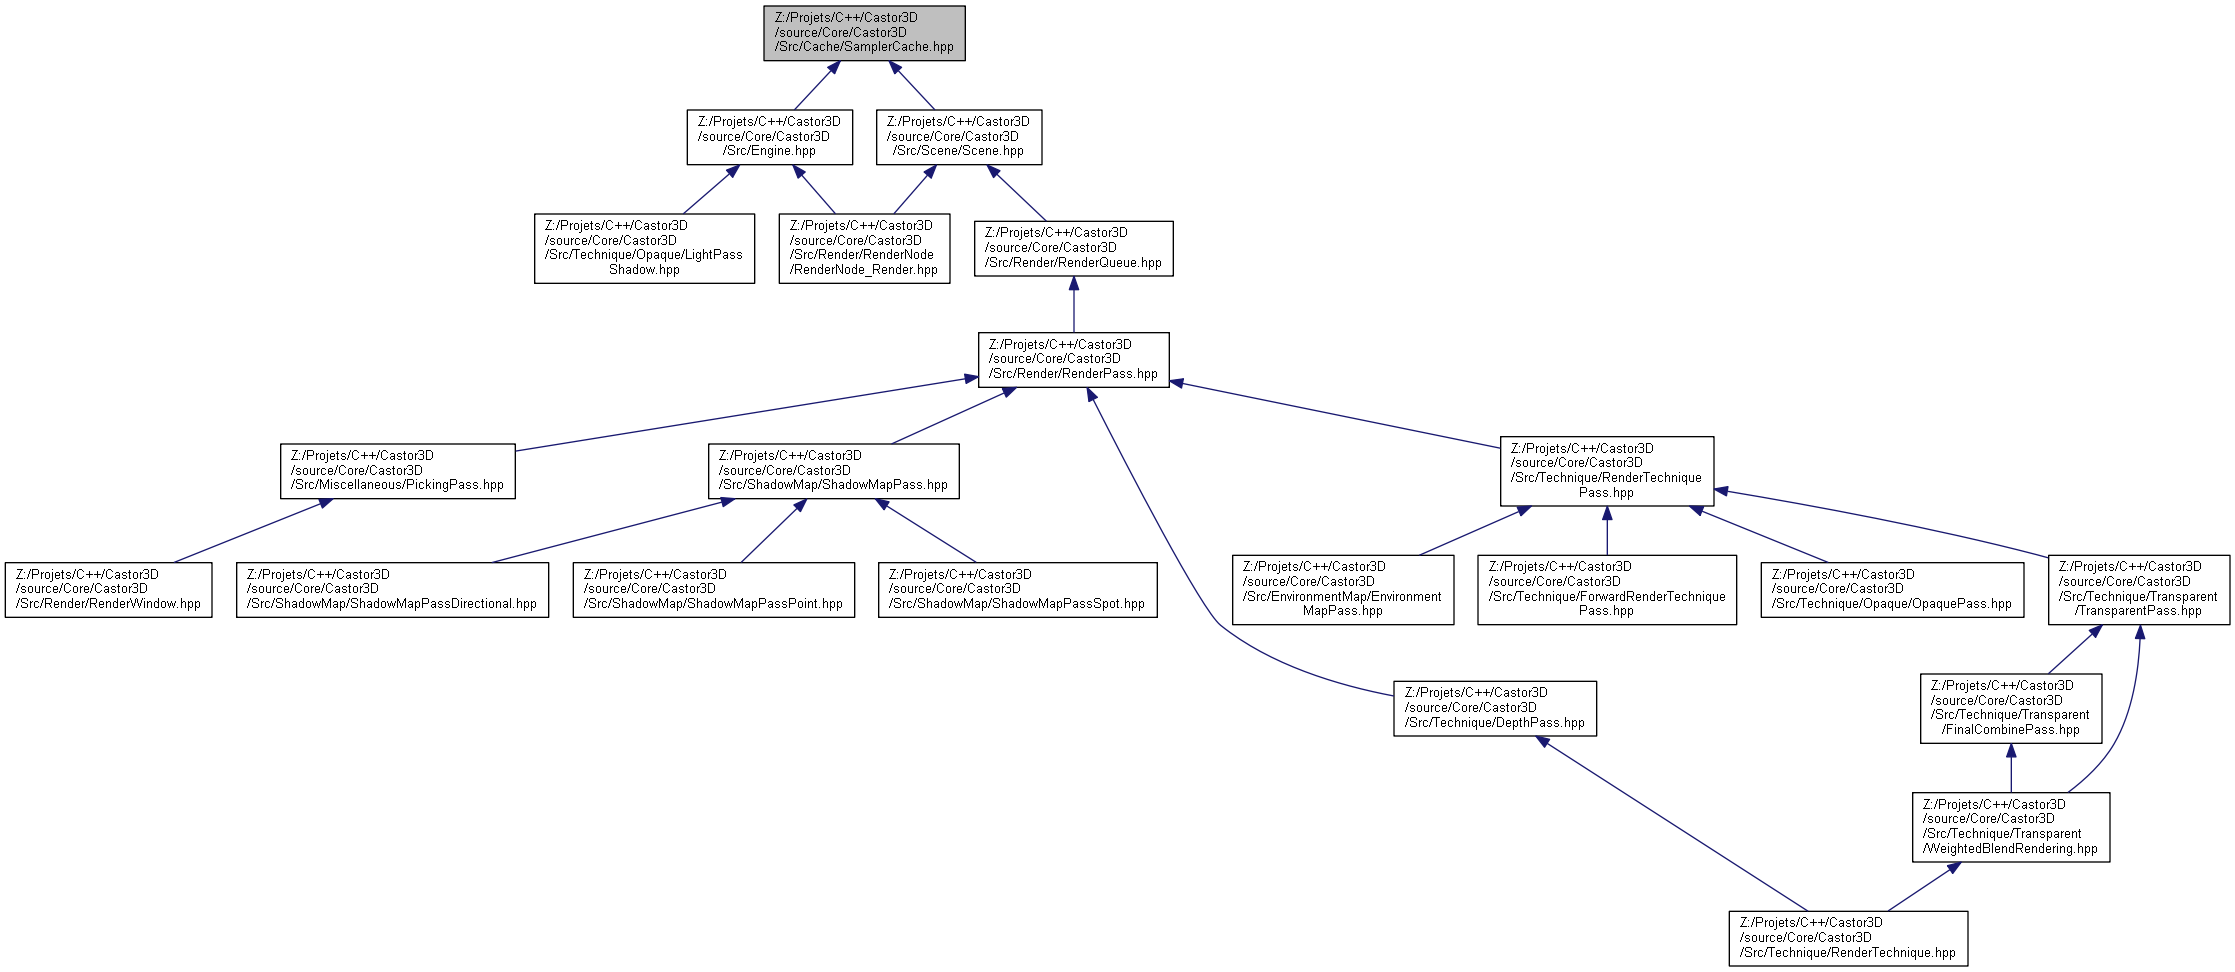 Z:/Projets/C++/Castor3D
/source/Core/Castor3D
/Src/Cache/SamplerCache.hpp
Z:/Projets/C++/Castor3D
/source/Core/Castor3D
/Src/Engine.hpp
Z:/Projets/C++/Castor3D
/source/Core/Castor3D
/Src/Scene/Scene.hpp
Z:/Projets/C++/Castor3D
/source/Core/Castor3D
/Src/Technique/Opaque/LightPass
Shadow.hpp
Z:/Projets/C++/Castor3D
/source/Core/Castor3D
/Src/Render/RenderNode
/RenderNode_Render.hpp
Z:/Projets/C++/Castor3D
/source/Core/Castor3D
/Src/Render/RenderQueue.hpp
Z:/Projets/C++/Castor3D
/source/Core/Castor3D
/Src/Render/RenderPass.hpp
Z:/Projets/C++/Castor3D
/source/Core/Castor3D
/Src/Miscellaneous/PickingPass.hpp
Z:/Projets/C++/Castor3D
/source/Core/Castor3D
/Src/ShadowMap/ShadowMapPass.hpp
Z:/Projets/C++/Castor3D
/source/Core/Castor3D
/Src/Technique/RenderTechnique
Pass.hpp
Z:/Projets/C++/Castor3D
/source/Core/Castor3D
/Src/Render/RenderWindow.hpp
Z:/Projets/C++/Castor3D
/source/Core/Castor3D
/Src/ShadowMap/ShadowMapPassDirectional.hpp
Z:/Projets/C++/Castor3D
/source/Core/Castor3D
/Src/ShadowMap/ShadowMapPassPoint.hpp
Z:/Projets/C++/Castor3D
/source/Core/Castor3D
/Src/ShadowMap/ShadowMapPassSpot.hpp
Z:/Projets/C++/Castor3D
/source/Core/Castor3D
/Src/EnvironmentMap/Environment
MapPass.hpp
Z:/Projets/C++/Castor3D
/source/Core/Castor3D
/Src/Technique/ForwardRenderTechnique
Pass.hpp
Z:/Projets/C++/Castor3D
/source/Core/Castor3D
/Src/Technique/Opaque/OpaquePass.hpp
Z:/Projets/C++/Castor3D
/source/Core/Castor3D
/Src/Technique/Transparent
/TransparentPass.hpp
Z:/Projets/C++/Castor3D
/source/Core/Castor3D
/Src/Technique/DepthPass.hpp
Z:/Projets/C++/Castor3D
/source/Core/Castor3D
/Src/Technique/Transparent
/FinalCombinePass.hpp
Z:/Projets/C++/Castor3D
/source/Core/Castor3D
/Src/Technique/Transparent
/WeightedBlendRendering.hpp
Z:/Projets/C++/Castor3D
/source/Core/Castor3D
/Src/Technique/RenderTechnique.hpp